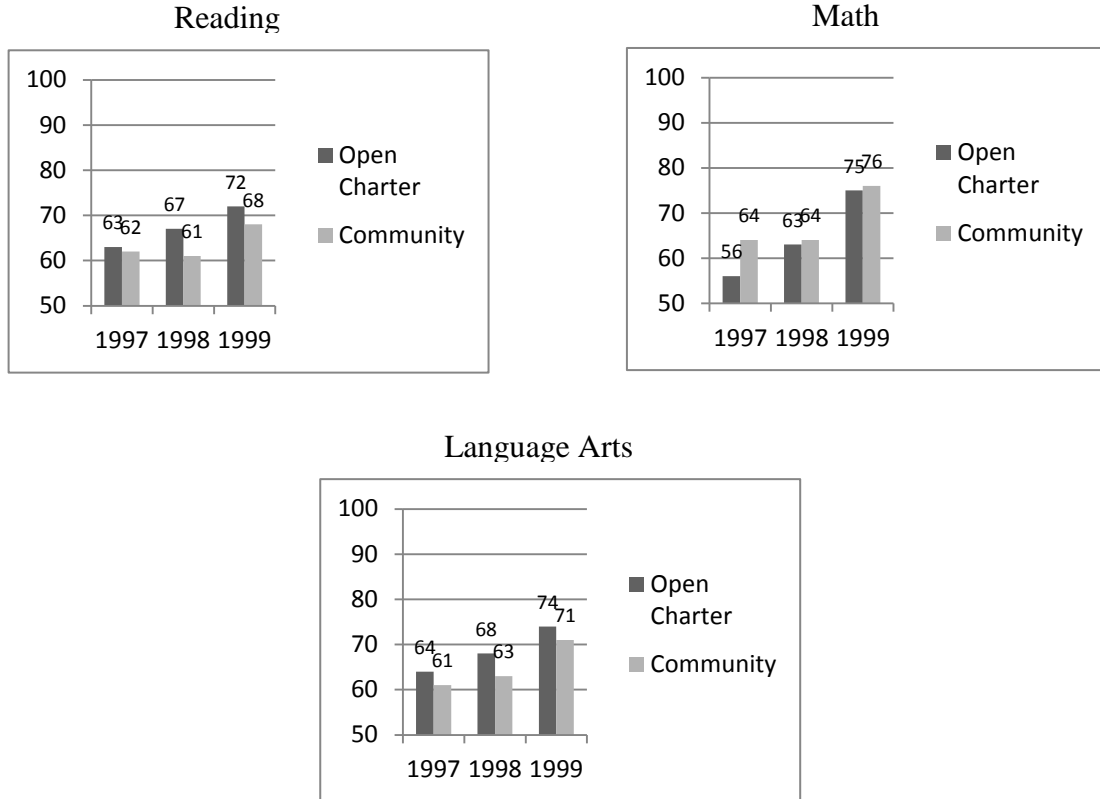 Reading
100
90
80
70
60
50
63
62
67
61
72
68
1997 1998 1999
Open
Charter
Community
Math
100
90
80
70
60
50
56
64
63
64
75
76
1997 1998 1999
Open
Charter
Community
Language Arts
100
90
80
70
60
50
64
61
68
63
74
71
1997 1998 1999
Open
Charter
Community